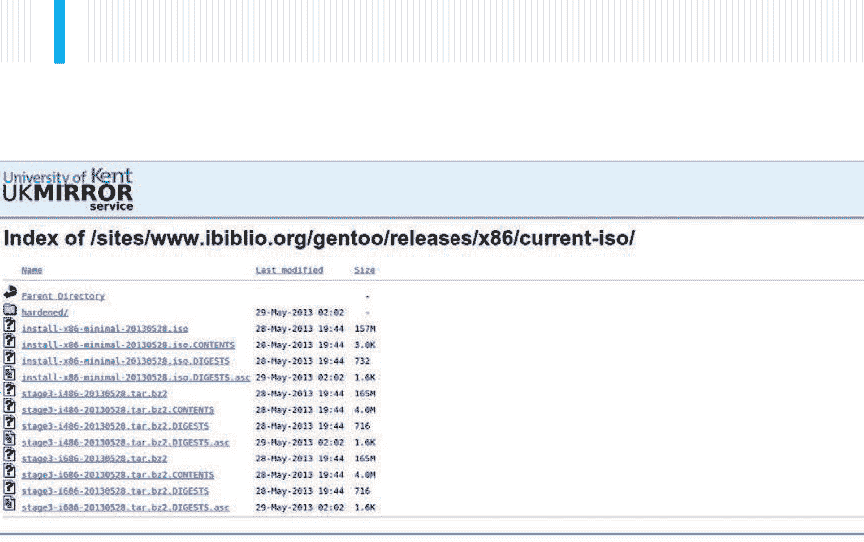 University of Kent
UKMIRROR
service
Index of /sites/www.ibiblio.org/gentoo/releases/x86/current-iso/
Name Last modified Size
Parent Directory -
hardened/ 29-May-2013 02:02 -
install-x86-minimal-20130528.iso 28-May-2013 19:44 157M
install-x86-minimal-20130528.iso.CONTENTS 28-May-2013 19:44 3.0K
install-x86-minimal-20130528.iso.DIGESTS 28-May-2013 19:44 732
install-x86-minimal-20130528.iso.DIGESTS.asc 29-May-2013 02:02 1.6K
stage3-i486-20130528.tar.bz2 28-May-2013 19:44 165M
stage3-i486-20130528.tar.bz2.CONTENTS 28-May-2013 19:44 4.0M
stage3-i486-20130528.tar.bz2.DIGESTS 28-May-2013 19:44 716
stage3-i486-20130528.tar.bz2.DIGESTS.asc 29-May-2013 02:02 1.6K
stage3-i686-20130528.tar.bz2 28-May-2013 19:44 165M
stage3-i686-20130528.tar.bz2.CONTENTS 28-May-2013 19:44 4.0M
stage3-i686-20130528.tar.bz2.DIGESTS 28-May-2013 19:44 716
stage3-i686-20130528.tar.bz2.DIGESTS.asc 29-May-2013 02:02 1.6K